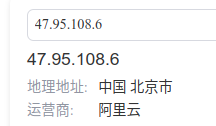 47.95.108.6
47.95.108.6
地理地址: 中国 北京市
运营商: 阿里云